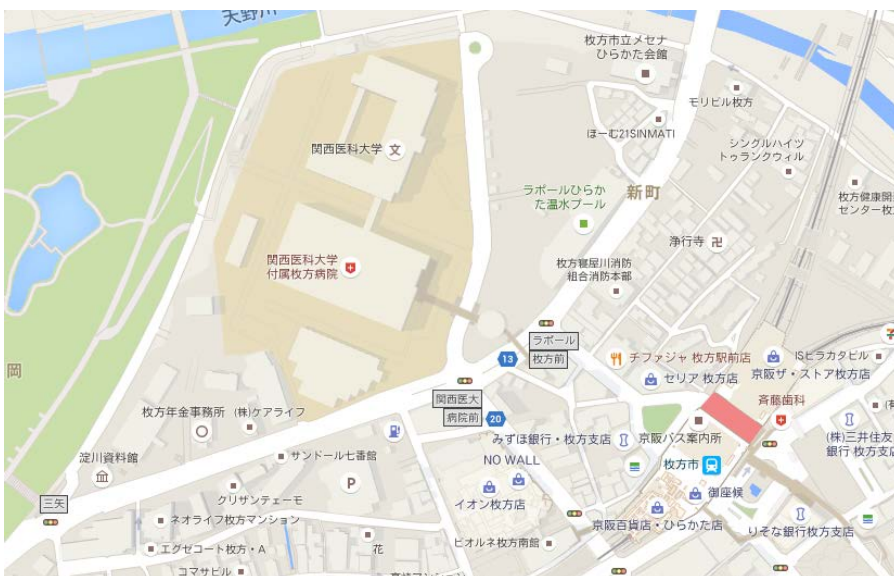 天野川
枚方市立メセナ
ひらかた会館
モリビル枚方
ほーむ21SINMATI
関西医科大学
文
シングルハイツ
トゥランクウィル
ラポールひらか
た温水プール
新町
枚方健康開
センター枚
浄行寺
卍
関西医科大学
付属枚方病院
枚方寝屋川消防
組合消防本部
ラポール
枚方前
13
チファジャ 枚方駅前店
ISヒラカタビル
岡
セリア 枚方店
京阪ザ・ストア枚方店
関西医大
病院前
20
斉藤歯科
枚方年金事務所
(株)ケアライフ
みずほ銀行・枚方支店
京阪バス案内所
(株)三井住友
銀行 枚方支店
淀川資料館
サンドール七番館
NO WALL
枚方市
P
クリザンテーモ
イオン枚方店
御座候
三矢
ネオライフ枚方マンション
京阪百貨店・ひらかた店
りそな銀行枚方支店
エグゼコート枚方・A
花
ビオルネ枚方南館
コマサビル